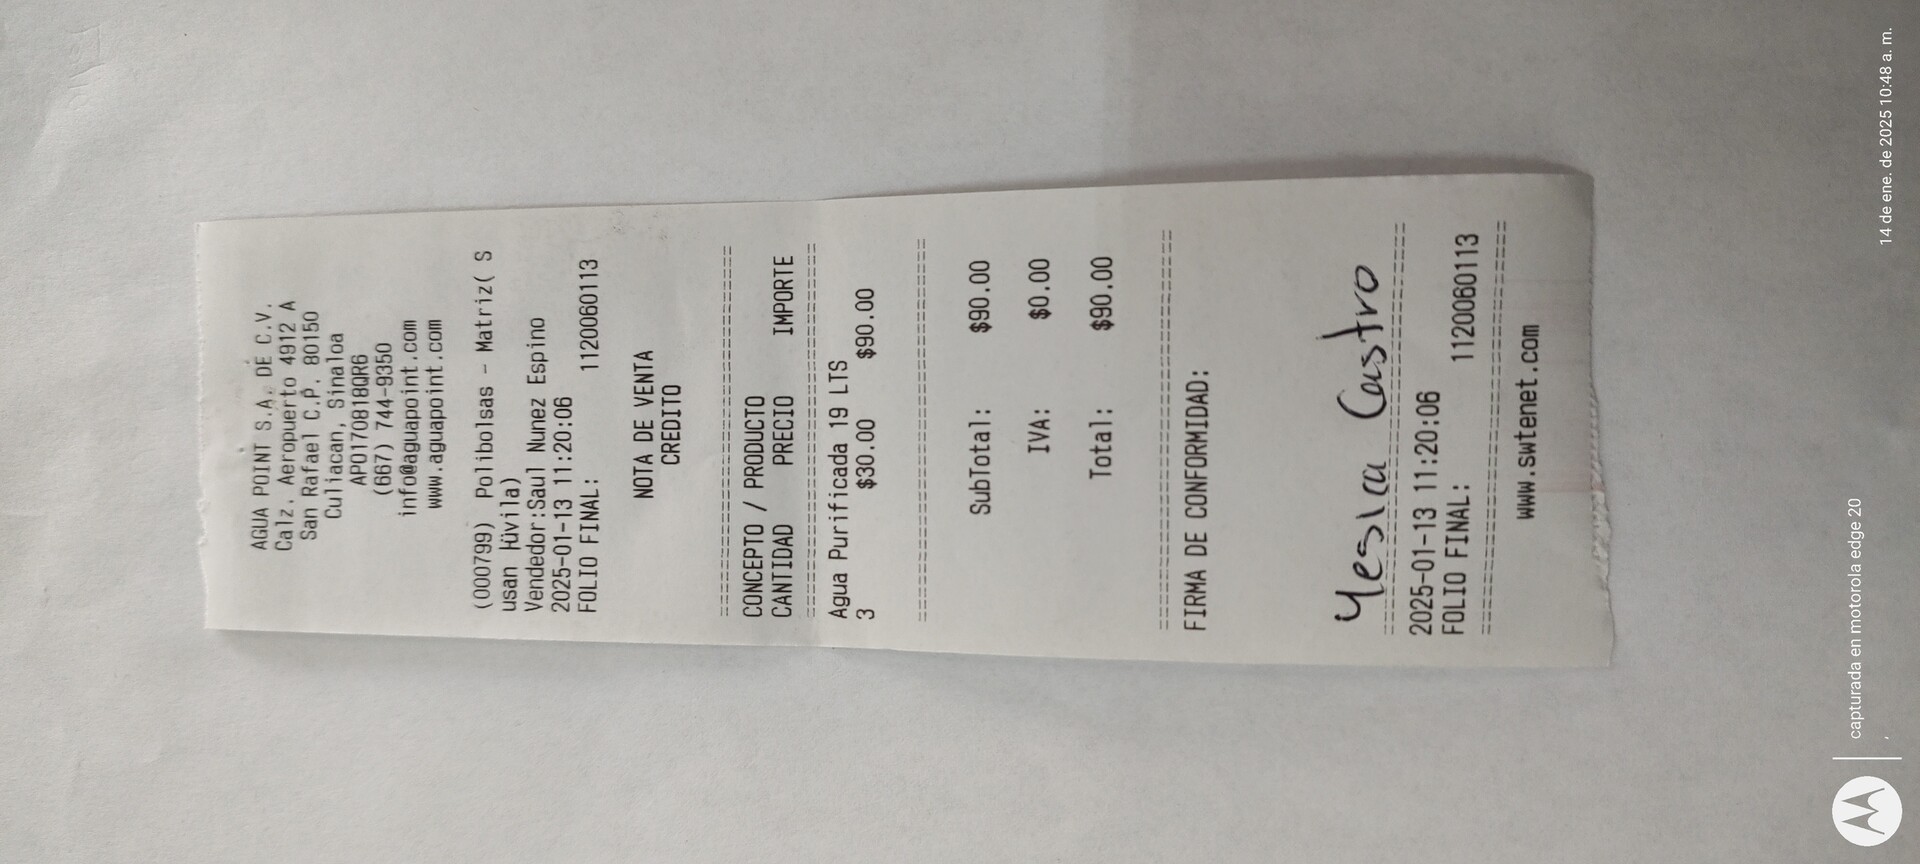 AGUA POINT S.A. DE C.V.
Calz. Aeropuerto 4912 A
San Rafael C.P. 80150
Culiacan, Sinaloa
APO170818QR6
(667) 744-9350
info@aguapoint.com
www.aguapoint.com
(000799) Polibolsas - Matriz( S
usan Hüvila)
Vendedor:Saul Nunez Espino
2025-01-13 11:20:06
FOLIO FINAL: 1120060113
NOTA DE VENTA
CREDITO
CONCEPTO / PRODUCTO
CANTIDAD PRECIO IMPORTE
Agua Purificada 19 LTS
3 $30.00 $90.00
SubTotal: $90.00
IVA: $0.00
Total: $90.00
FIRMA DE CONFORMIDAD:
Yesica Castro
2025-01-13 11:20:06
FOLIO FINAL: 1120060113
www.swtenet.com
capturada en motorola edge 20
14 de ene. de 2025 10:48 a. m.